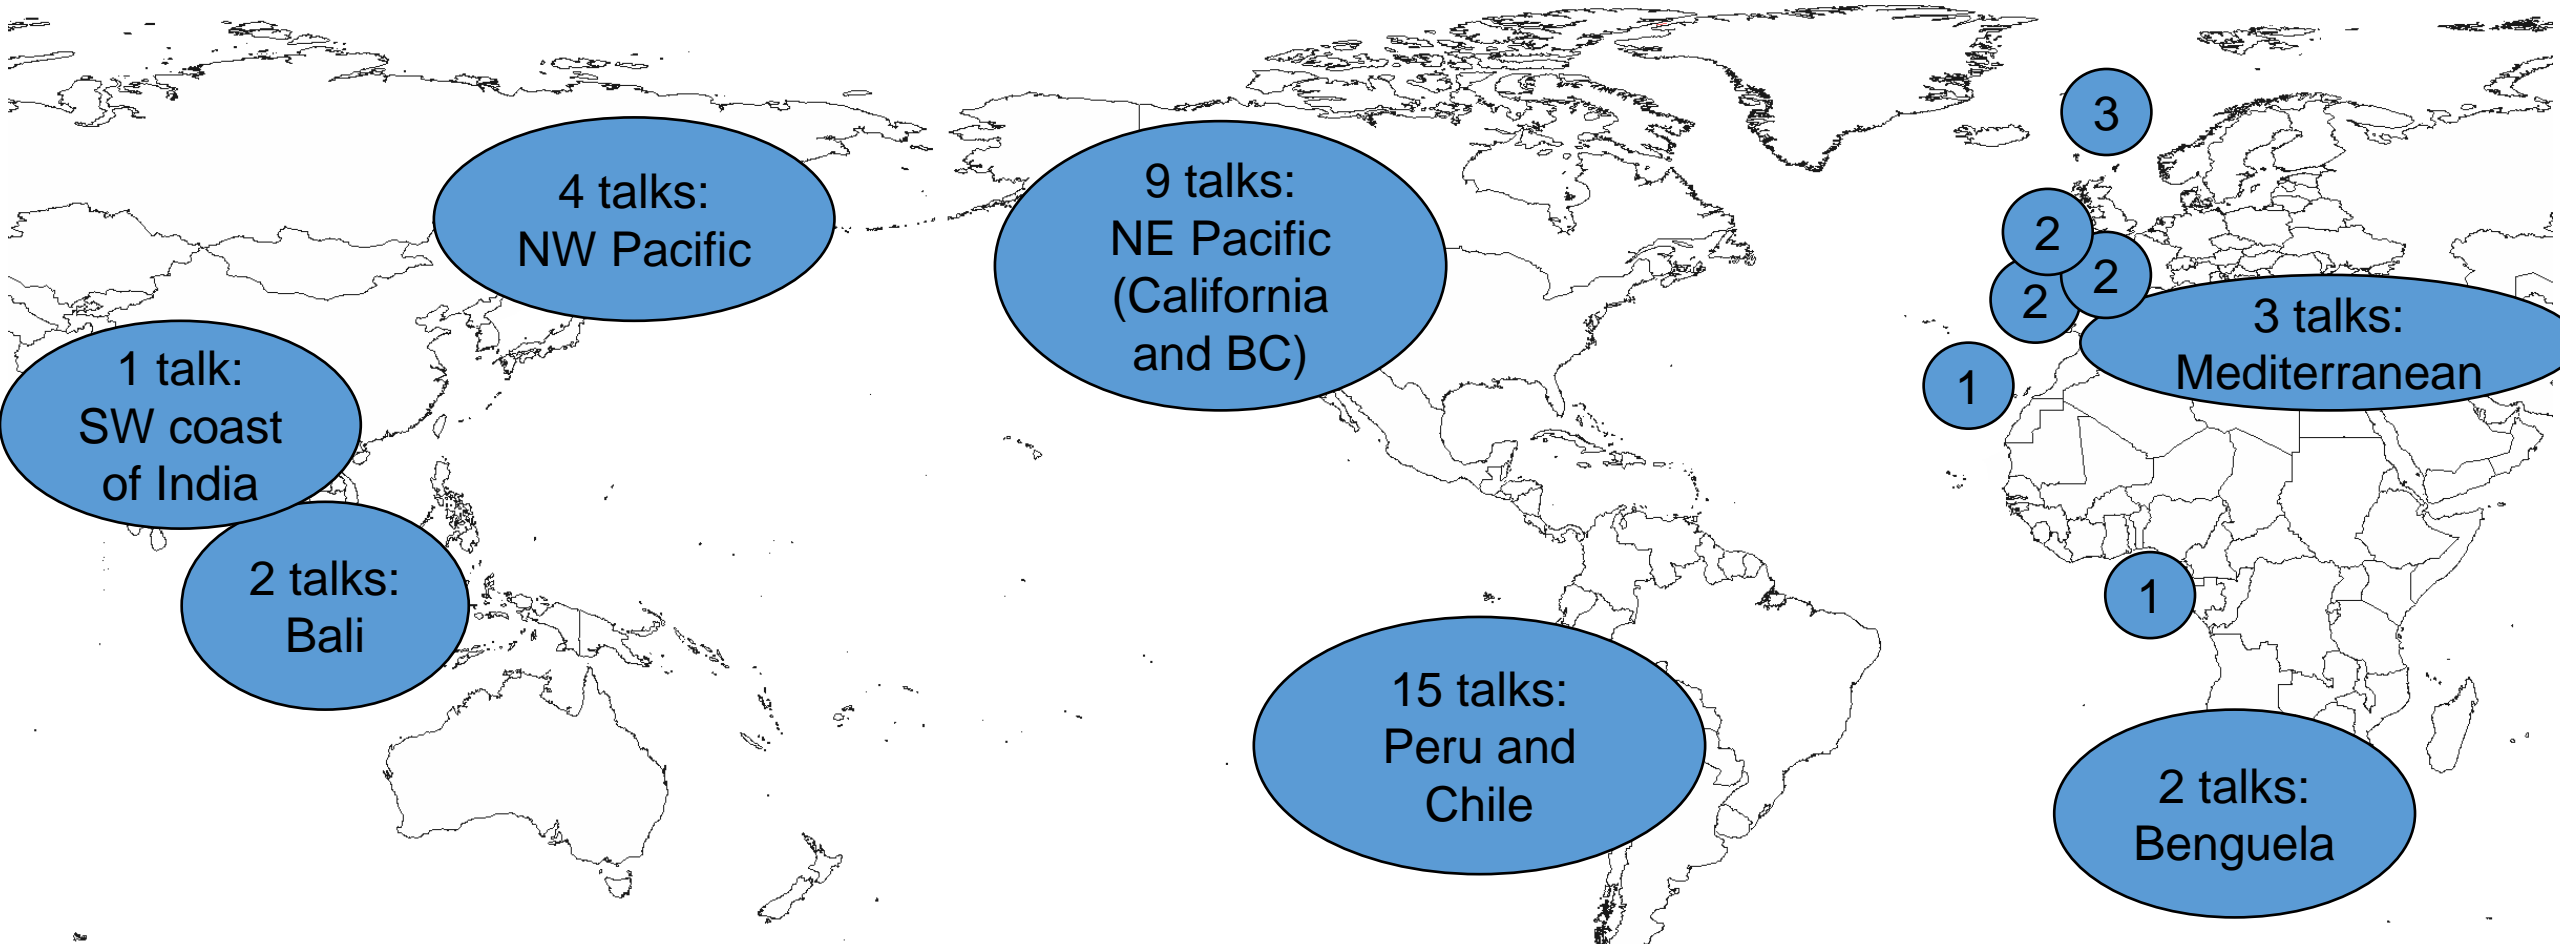 4 talks:
NW Pacific
9 talks:
NE Pacific
(California
and BC)
3
2
2
2
1
3 talks:
Mediterranean
1 talk:
SW coast
of India
2 talks:
Bali
1
15 talks:
Peru and
Chile
2 talks:
Benguela